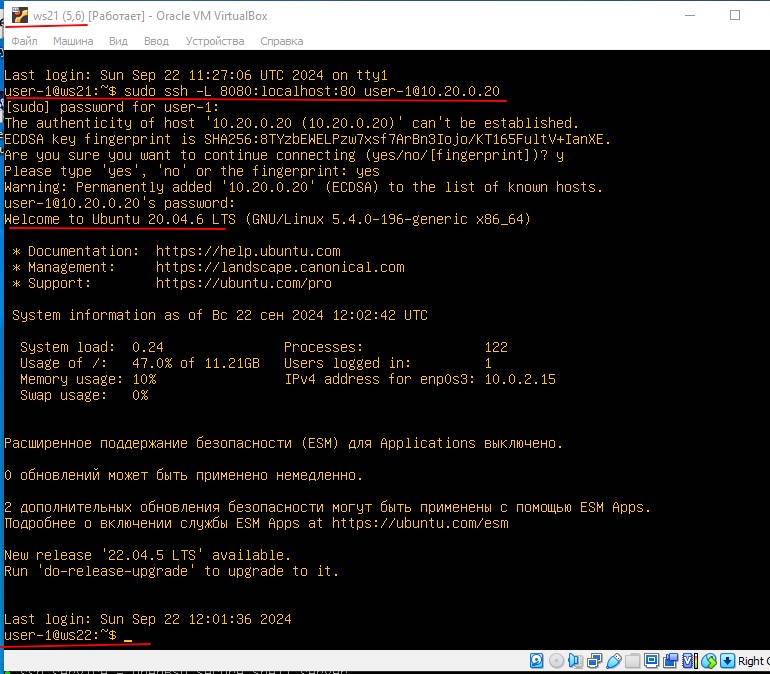 ws21 (5,6) [Работает] - Oracle VM VirtualBox
Файл Машина Вид Ввод Устройства Справка
Last login: Sun Sep 22 11:27:06 UTC 2024 on tty1
user-1@ws21:~$ sudo ssh -L 8080:localhost:80 user-1@10.20.0.20
[sudo] password for user-1:
The authenticity of host '10.20.0.20 (10.20.0.20)' can't be established.
ECDSA key fingerprint is SHA256:8TYzbEWELPzw7xsf7ArBn3Iojo/KT165FultV+IanXE.
Are you sure you want to continue connecting (yes/no/[fingerprint])? y
Please type 'yes', 'no' or the fingerprint: yes
Warning: Permanently added '10.20.0.20' (ECDSA) to the list of known hosts.
user-1@10.20.0.20's password:
Welcome to Ubuntu 20.04.6 LTS (GNU/Linux 5.4.0-196-generic x86_64)
* Documentation: https://help.ubuntu.com
* Management: https://landscape.canonical.com
* Support: https://ubuntu.com/pro
System information as of Вс 22 сен 2024 12:02:42 UTC
System load: 0.24 Processes: 122
Usage of /: 47.0% of 11.21GB Users logged in: 1
Memory usage: 10% IPv4 address for enp0s3: 10.0.2.15
Swap usage: 0%
Расширенное поддержание безопасности (ESM) для Applications выключено.
0 обновлений может быть применено немедленно.
2 дополнительных обновления безопасности могут быть применены с помощью ESM Apps.
Подробнее о включении службы ESM Apps at https://ubuntu.com/esm
New release '22.04.5 LTS' available.
Run 'do-release-upgrade' to upgrade to it.
Last login: Sun Sep 22 12:01:36 2024
user-1@ws22:~$ _
Right C